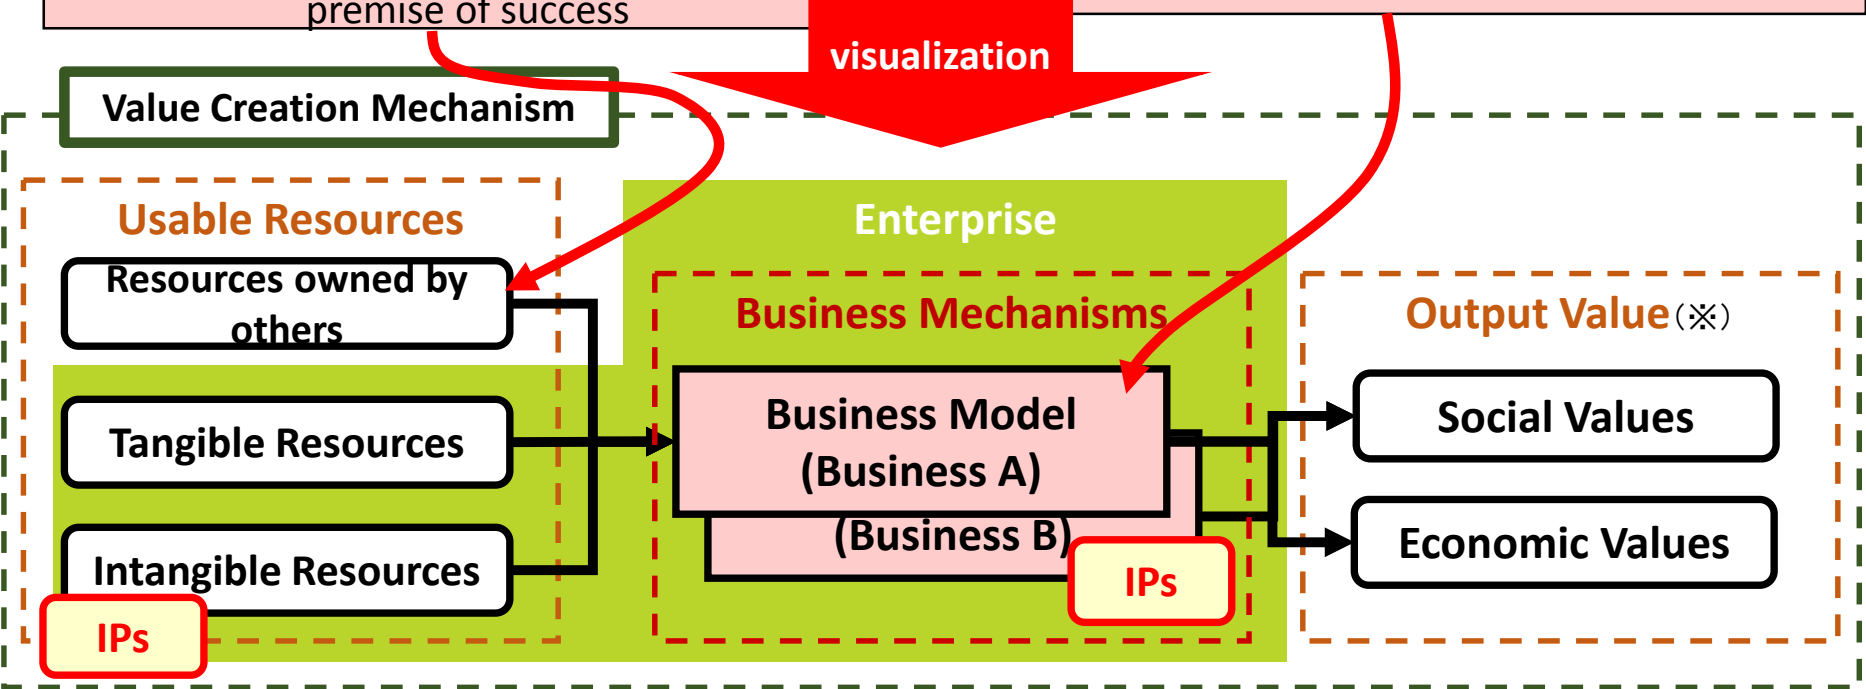 premise of success
visualization
Value Creation Mechanism
Usable Resources
Enterprise
Resources owned by
others
Business Mechanisms
Output Value(※)
Tangible Resources
Business Model
(Business A)
Social Values
Intangible Resources
(Business B)
Economic Values
IPs
IPs